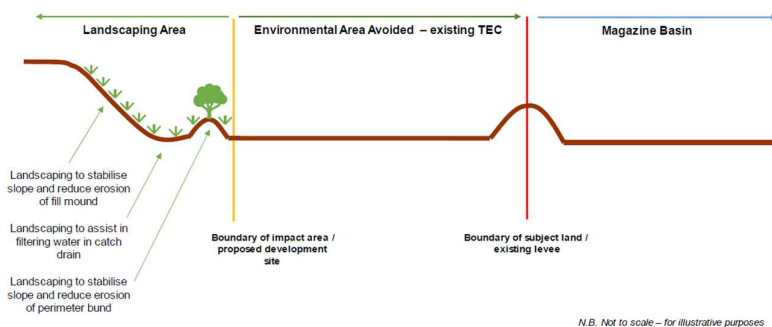 Landscaping Area
Environmental Area Avoided – existing TEC
Magazine Basin
Landscaping to stabilise
slope and reduce erosion
of fill mound
Landscaping to assist in
filtering water in catch
drain
Landscaping to stabilise
slope and reduce erosion
of perimeter bund
Boundary of impact area /
proposed development
site
Boundary of subject land /
existing levee
N.B. Not to scale – for illustrative purposes